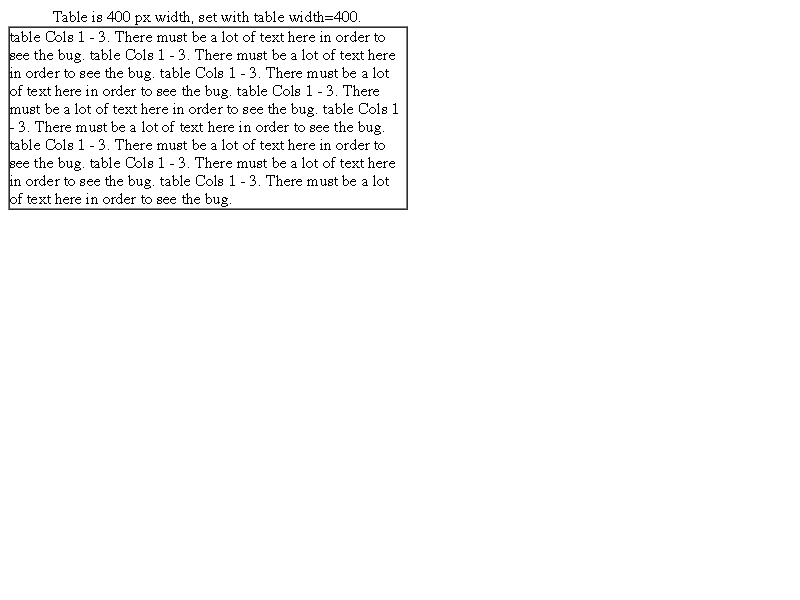 Table is 400 px width, set with table width=400.
table Cols 1 - 3. There must be a lot of text here in order to
see the bug. table Cols 1 - 3. There must be a lot of text here
in order to see the bug. table Cols 1 - 3. There must be a lot
of text here in order to see the bug. table Cols 1 - 3. There
must be a lot of text here in order to see the bug. table Cols 1
- 3. There must be a lot of text here in order to see the bug.
table Cols 1 - 3. There must be a lot of text here in order to
see the bug. table Cols 1 - 3. There must be a lot of text here
in order to see the bug. table Cols 1 - 3. There must be a lot
of text here in order to see the bug.